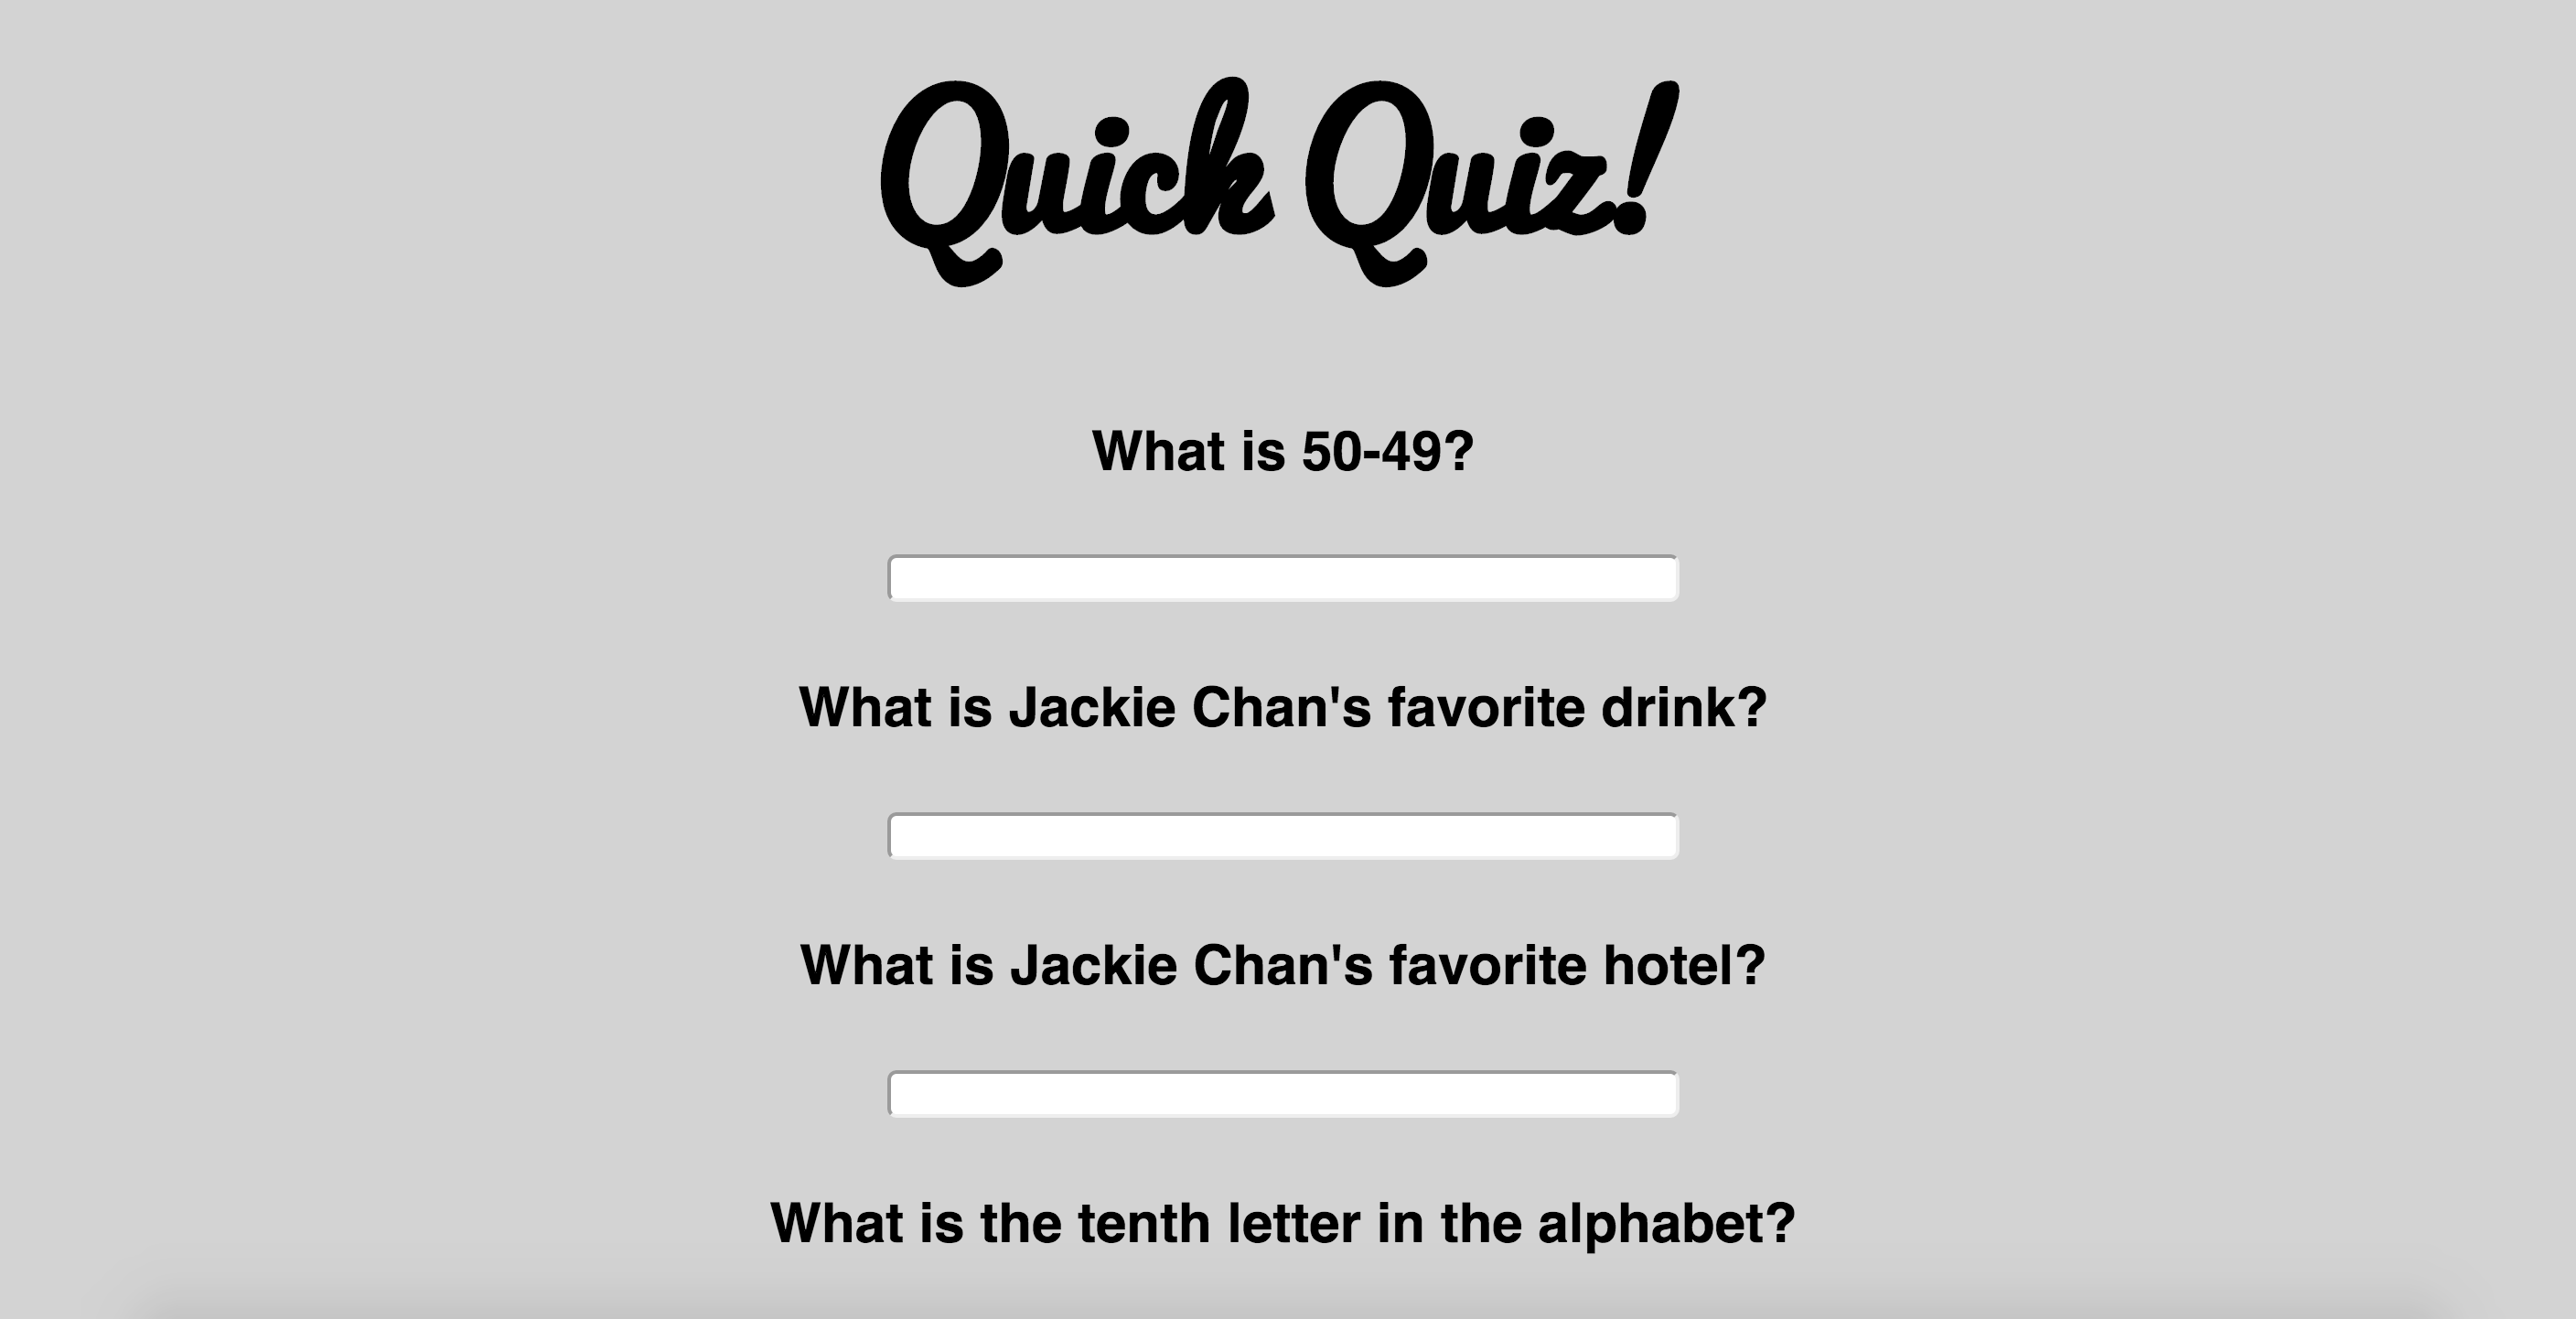 Quick Quiz!
What is 50-49?
What is Jackie Chan's favorite drink?
What is Jackie Chan's favorite hotel?
What is the tenth letter in the alphabet?